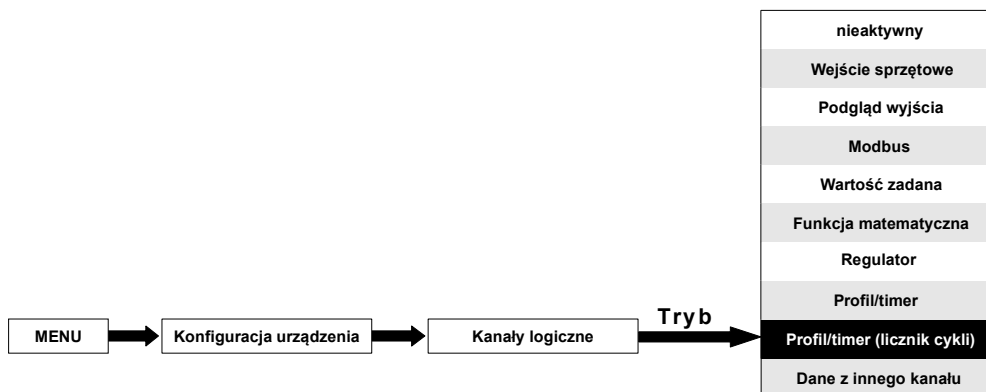 nieaktywny
Wejście sprzętowe
Podgląd wyjścia
Modbus
Wartość zadana
Funkcja matematyczna
Regulator
Profil/timer
Profil/timer (licznik cykli)
Dane z innego kanału
MENU
Konfiguracja urządzenia
Kanały logiczne
Tryb